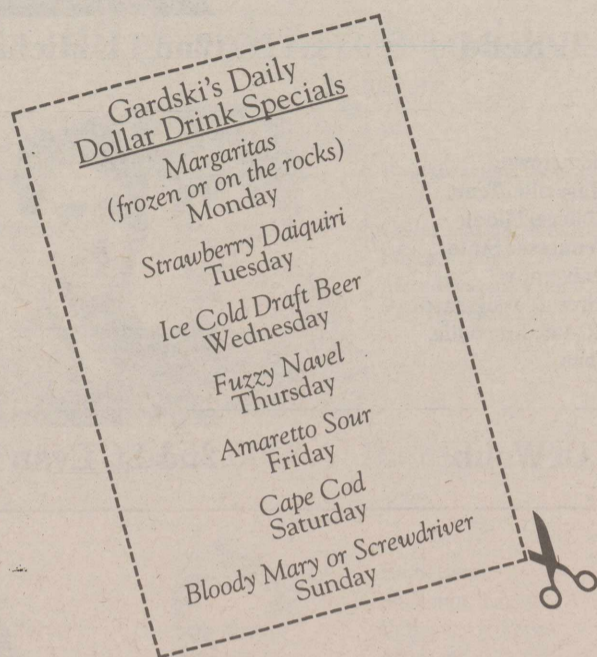 Gardski's Daily
Dollar Drink Specials
Margaritas
(frozen or on the rocks)
Monday
Strawberry Daiquiri
Tuesday
Ice Cold Draft Beer
Wednesday
Fuzzy Navel
Thursday
Amaretto Sour
Friday
Cape Cod
Saturday
Bloody Mary or Screwdriver
Sunday